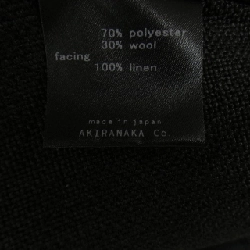 70% polyester
30% wool
facing
100% linen
made in japan
AKIRANAKA Co.